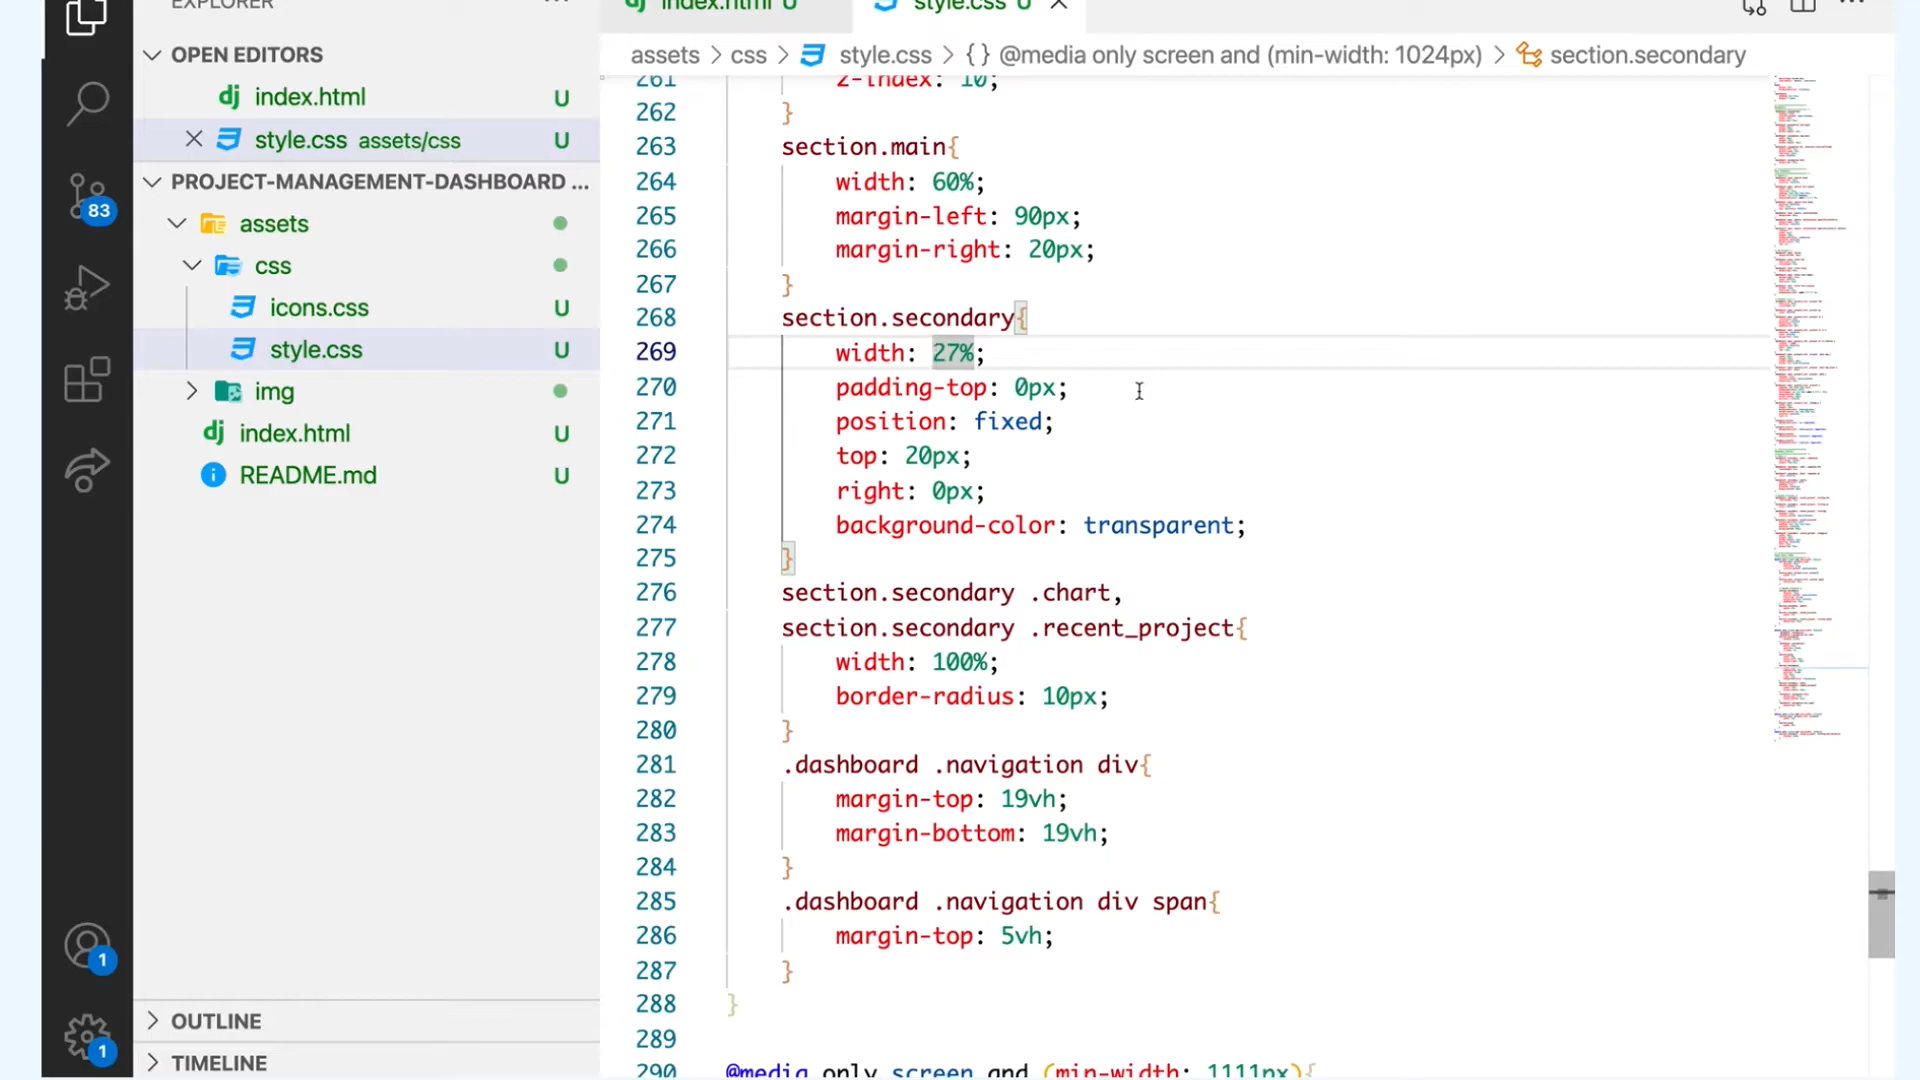 EXPLORER
OPEN EDITORS
index.html U
style.css assets/css U
PROJECT-MANAGEMENT-DASHBOARD ...
assets
css
icons.css U
style.css U
img
index.html U
README.md U
83
1
1
OUTLINE
TIMELINE
index.html U
style.css U
assets > css > style.css > {} @media only screen and (min-width: 1024px) > section.secondary
261 z-index: 10;
262 }
263 section.main{
264 width: 60%;
265 margin-left: 90px;
266 margin-right: 20px;
267 }
268 section.secondary{
269 width: 27%;
270 padding-top: 0px;
271 position: fixed;
272 top: 20px;
273 right: 0px;
274 background-color: transparent;
275 }
276 section.secondary .chart,
277 section.secondary .recent_project{
278 width: 100%;
279 border-radius: 10px;
280 }
281 .dashboard .navigation div{
282 margin-top: 19vh;
283 margin-bottom: 19vh;
284 }
285 .dashboard .navigation div span{
286 margin-top: 5vh;
287 }
288 }
289
290 @media only screen and (min-width: 1111px){